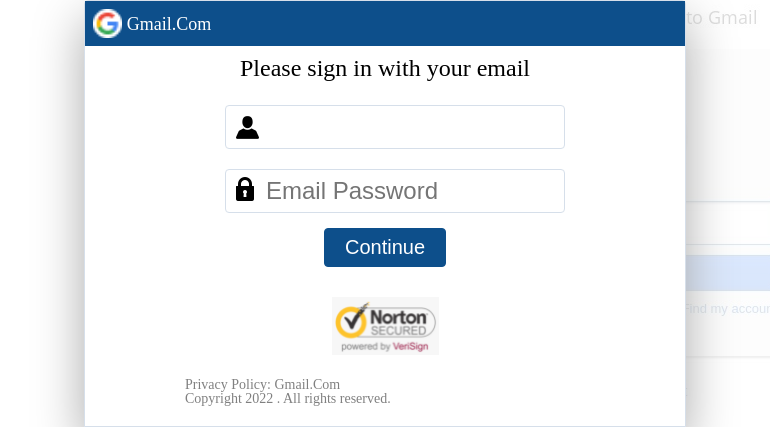 Gmail.Com
to Gmail
Please sign in with your email
Email Password
Continue
Find my accoun
Norton
SECURED
powered by VeriSign
Privacy Policy: Gmail.Com
Copyright 2022 . All rights reserved.